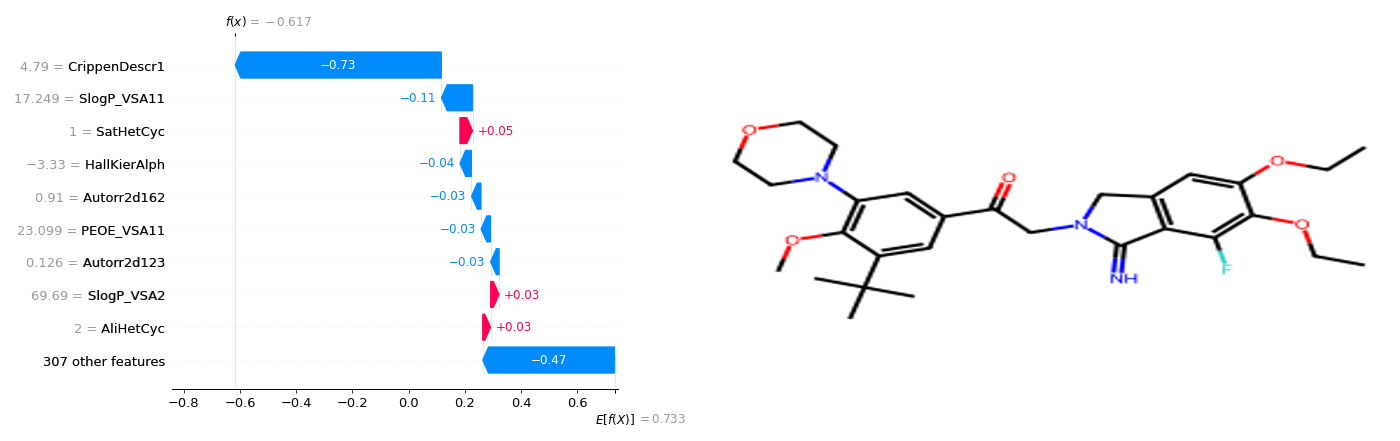 f(x) = −0.617
4.79 = CrippenDescr1
−0.73
17.249 = SlogP_VSA11
−0.11
1 = SatHetCyc
+0.05
−3.33 = HallKierAlph
−0.04
0.91 = Autorr2d162
−0.03
23.099 = PEOE_VSA11
−0.03
0.126 = Autorr2d123
−0.03
69.69 = SlogP_VSA2
+0.03
2 = AliHetCyc
+0.03
307 other features
−0.47
−0.8 −0.6 −0.4 −0.2 0.0 0.2 0.4 0.6
E[f(X)] = 0.733
O
N
O
O
N
NH
F
O
O